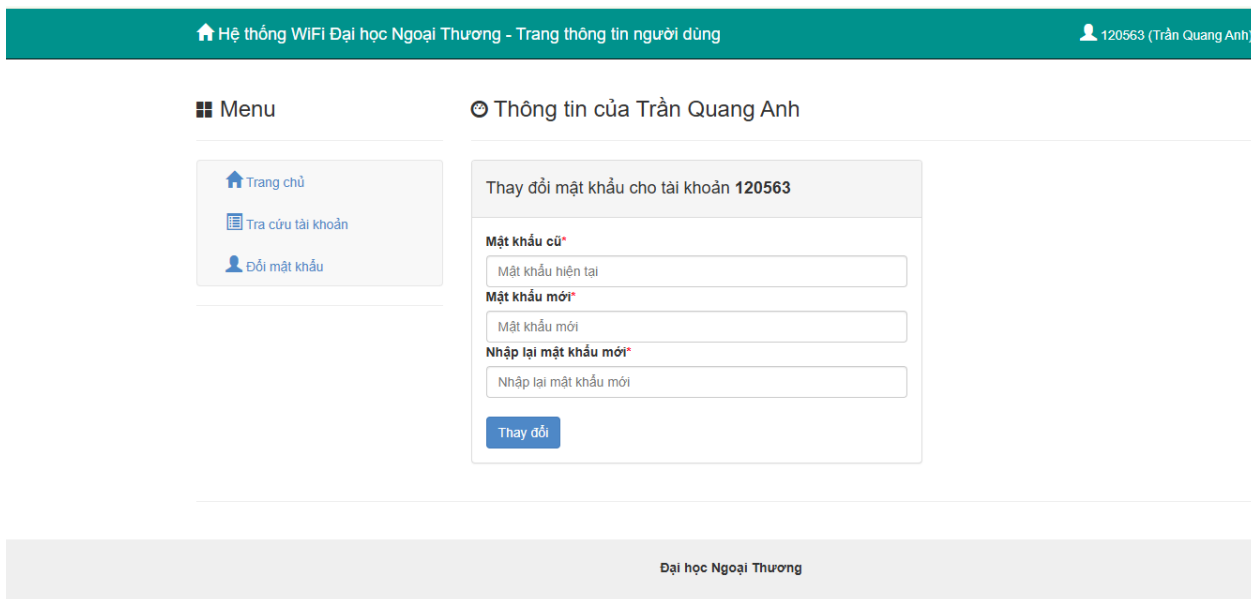 Hệ thống WiFi Đại học Ngoại Thương - Trang thông tin người dùng
120563 (Trần Quang Anh)
Menu
Trang chủ
Tra cứu tài khoản
Đổi mật khẩu
Thông tin của Trần Quang Anh
Thay đổi mật khẩu cho tài khoản 120563
Mật khẩu cũ*
Mật khẩu hiện tại
Mật khẩu mới*
Mật khẩu mới
Nhập lại mật khẩu mới*
Nhập lại mật khẩu mới
Thay đổi
Đại học Ngoại Thương